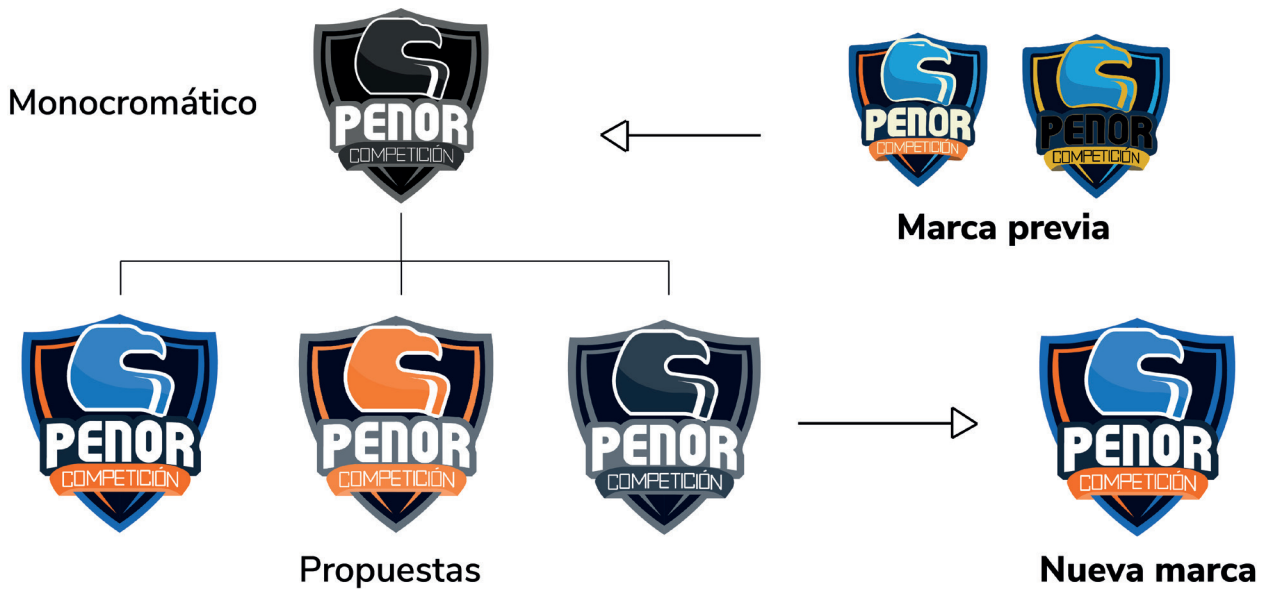 Monocromático
PENOR
COMPETICIÓN
PENOR
COMPETICIÓN
PENOR
COMPETICIÓN
Marca previa
PENOR
COMPETICIÓN
PENOR
COMPETICIÓN
PENOR
COMPETICIÓN
PENOR
COMPETICIÓN
Propuestas
Nueva marca